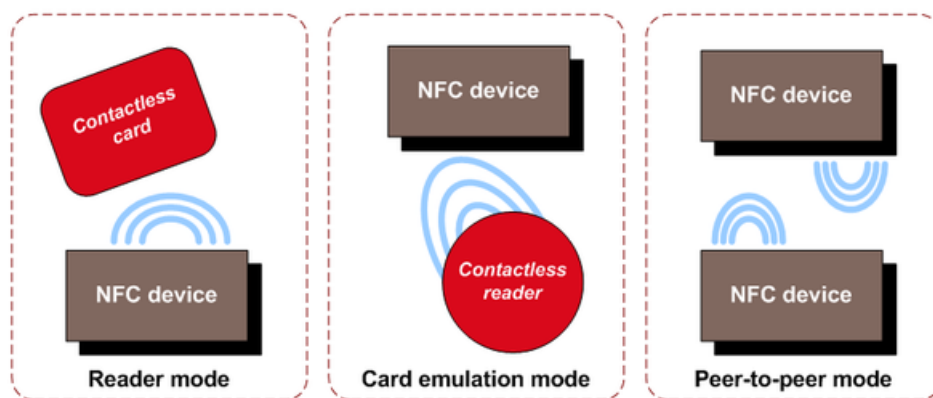 Contactless
card
NFC device
Reader mode
NFC device
Contactless
reader
Card emulation mode
NFC device
NFC device
Peer-to-peer mode